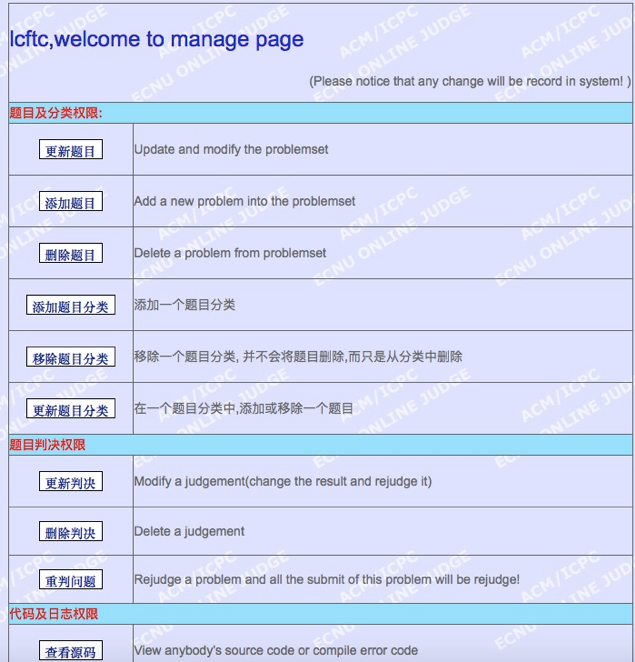 lcftc,welcome to manage page
(Please notice that any change will be record in system! )
题目及分类权限:
更新题目 Update and modify the problemset
添加题目 Add a new problem into the problemset
删除题目 Delete a problem from problemset
添加题目分类 添加一个题目分类
移除题目分类 移除一个题目分类, 并不会将题目删除,而只是从分类中删除
更新题目分类 在一个题目分类中,添加或移除一个题目
题目判决权限
更新判决 Modify a judgement(change the result and rejudge it)
删除判决 Delete a judgement
重判问题 Rejudge a problem and all the submit of this problem will be rejudge!
代码及日志权限
查看源码 View anybody's source code or compile error code
ACM/ICPC
ECNU ONLINE JUDGE